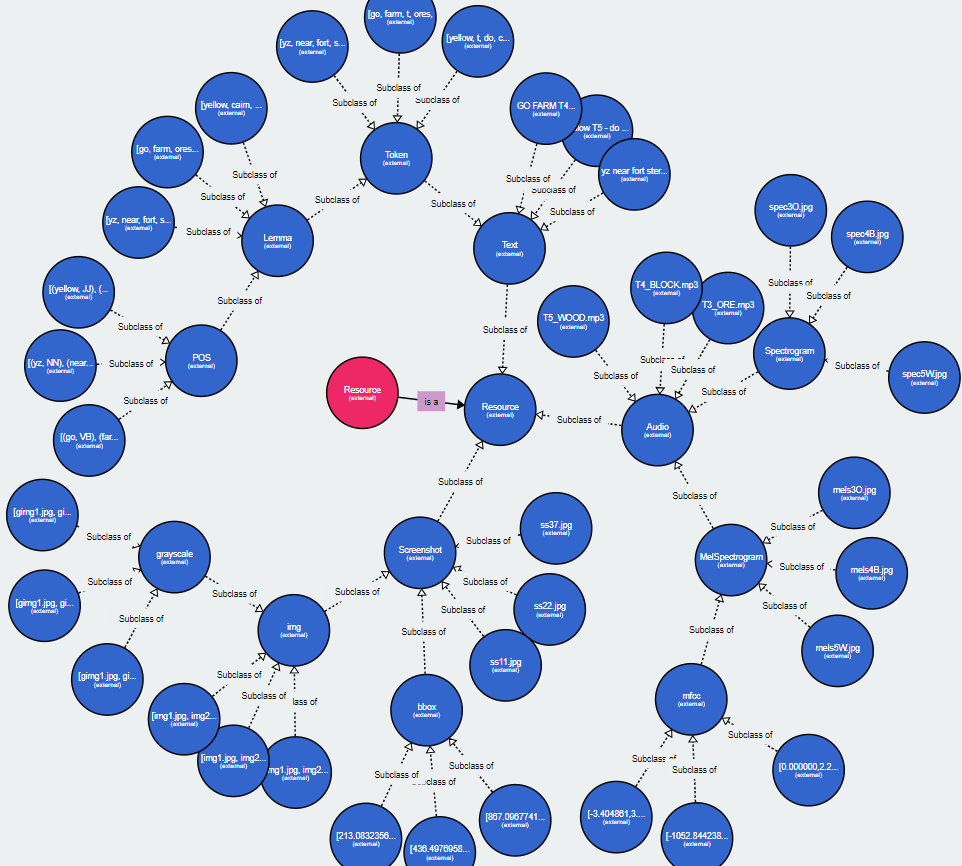 [go, farm, t, ores,
(external)
[yz, near, fort, s...
(external)
[yellow, t, do, c...
(external)
Subclass of
Subclass of
Subclass of
[yellow, cairn, ...
(external)
GO FARM T4...
(external)
low T5 - do ...
(external)
[go, farm, ores...
(external)
Token
(external)
yz near fort ster...
(external)
Subclass of
Subclass of
Subclass of
Subclass of
Subclass of
Subclass of
Subclass of
Subclass of
[yz, near, fort, s...
(external)
spec3O.jpg
(external)
spec4B.jpg
(external)
Subclass of
Lemma
(external)
Text
(external)
[(yellow, JJ), (...
(external)
Subclass of
T4_BLOCK.mp3
(external)
T3_ORE.mp3
(external)
Subclass of
Subclass of
T5_WOOD.mp3
(external)
Subclass of
Subclass of
POS
(external)
Spectrogram
(external)
[(yz, NN), (near...
(external)
Subclass of
Subclass of
Subclass of
Subclass of
spec5W.jpg
(external)
Subclass of
Subclass of
Subclass of
Resource
(external)
is a
Resource
(external)
Subclass of
Audio
(external)
[(go, VB), (far...
(external)
Subclass of
Subclass of
mels3O.jpg
(external)
[gimg1.jpg, gi...
(external)
ss37.jpg
(external)
Subclass of
Subclass of
Subclass of
grayscale
(external)
Screenshot
(external)
MelSpectrogram
(external)
Subclass of
mels4B.jpg
(external)
Subclass of
Subclass of
Subclass of
Subclass of
[gimg1.jpg, gi...
(external)
ss22.jpg
(external)
Subclass of
Subclass of
Subclass of
img
(external)
Subclass of
Subclass of
mels5W.jpg
(external)
ss11.jpg
(external)
[gimg1.jpg, gi...
(external)
Subclass of
Subclass of
lass of
mfcc
(external)
bbox
(external)
[img1.jpg, img2...
(external)
Subclass of
[img1.jpg, img2...
(external)
mg1.jpg, img2...
(external)
Subclass of
Subclass of
Subclass of
Subclass of
Subclass of
[0.000000,2.2...
(external)
[213.0832356...
(external)
[436.4976958...
(external)
[867.0967741...
(external)
[-3.404861,3....
(external)
[-1052.844238...
(external)